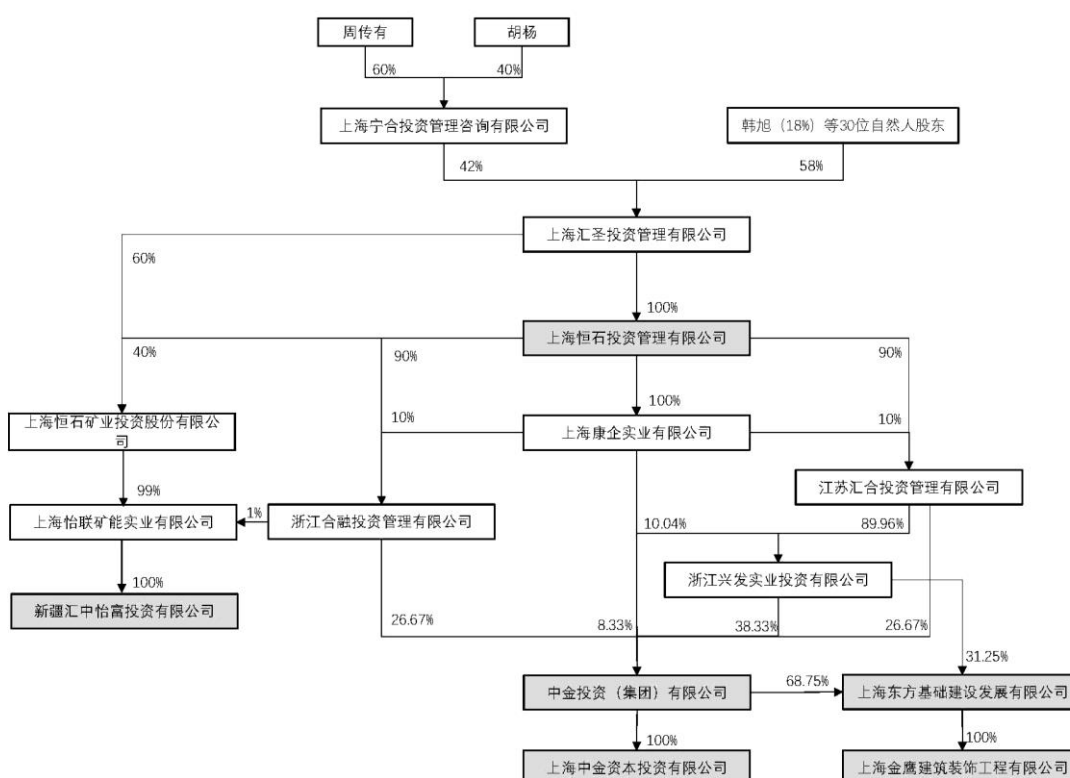 周传有
胡杨
60%
40%
上海宁合投资管理咨询有限公司
韩旭（18%）等30位自然人股东
42%
58%
上海汇圣投资管理有限公司
60%
100%
上海恒石投资管理有限公司
40%
90%
90%
100%
上海恒石矿业投资股份有限公
司
10%
上海康企实业有限公司
10%
江苏汇合投资管理有限公司
99%
上海怡联矿能实业有限公司
1%
浙江合融投资管理有限公司
10.04%
89.96%
浙江兴发实业投资有限公司
100%
新疆汇中怡富投资有限公司
26.67%
8.33%
38.33%
26.67%
31.25%
中金投资（集团）有限公司
68.75%
上海东方基础建设发展有限公司
100%
100%
上海中金资本投资有限公司
上海金鹰建筑装饰工程有限公司